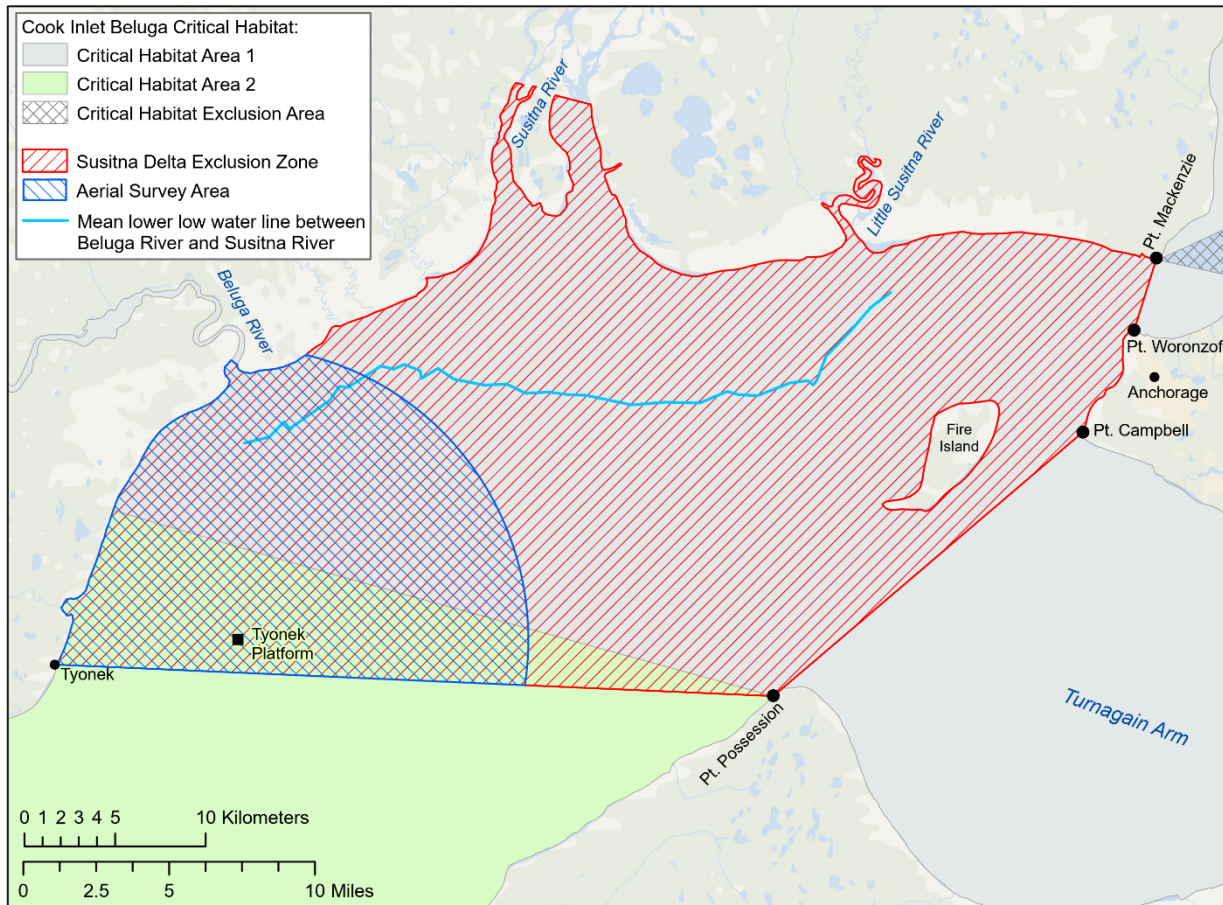 Cook Inlet Beluga Critical Habitat:
Critical Habitat Area 1
Critical Habitat Area 2
Critical Habitat Exclusion Area
Susitna Delta Exclusion Zone
Aerial Survey Area
Mean lower low water line between
Beluga River and Susitna River
Susitna River
Little Susitna River
Pt. Mackenzie
Beluga River
Pt. Woronzof
Anchorage
Pt. Campbell
Fire
Island
Tyonek
Platform
Tyonek
Pt. Possession
Turnagain Arm
0 1 2 3 4 5 10 Kilometers
0 2.5 5 10 Miles